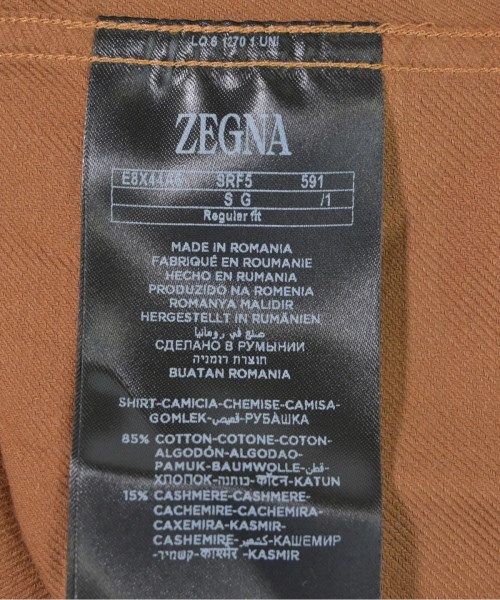 ZEGNA
SRF5 591
S G /1
Regular fit
MADE IN ROMANIA
FABRIQUÉ EN ROUMANIE
HECHO EN RUMANIA
PRODUZIDO NA ROMENIA
ROMANYA MALIDIR
HERGESTELLT IN RUMÄNIEN
صنع في رومانيا
СДЕЛАНО В РУМЫНИИ
תוצרת רומניה
BUATAN ROMANIA
SHIRT-CAMICIA-CHEMISE-CAMISA-
GOMLEK-قميص-РУБАШКА
85% COTTON-COTONE-COTON-
ALGODÓN-ALGODAO-
PAMUK-BAUMWOLLE-قطن-
ХЛОПОК-כותנה-कॉटन-KATUN
15% CASHMERE-CASHMERE-
CACHEMIRE-CACHEMIRA-
CAXEMIRA-KASMIR-
CASHMERE-كشمير-КАШЕМИР
-קשמיר-कश्मीर-KASMIR